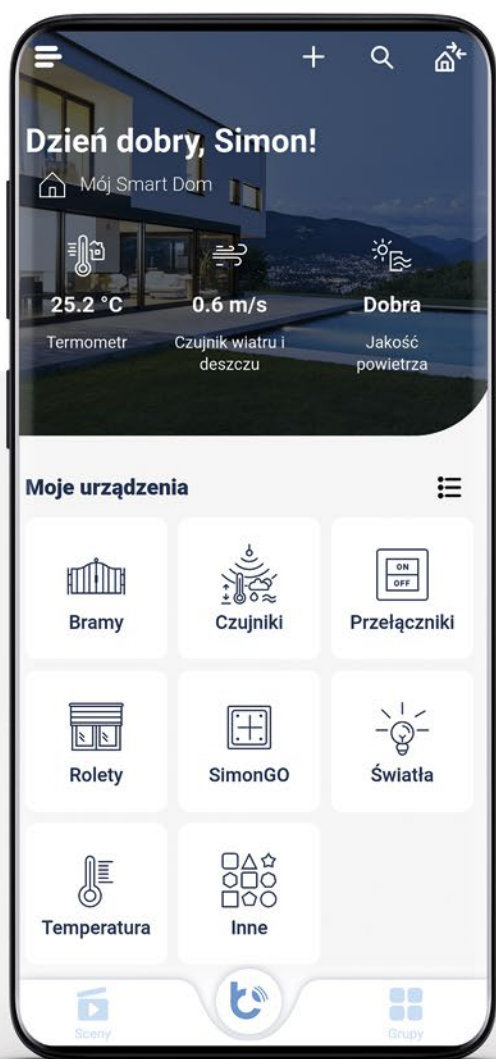 Dzień dobry, Simon!
Mój Smart Dom
25.2 °C
0.6 m/s
Dobra
Termometr
Czujnik wiatru i
deszczu
Jakość
powietrza
Moje urządzenia
Bramy
Czujniki
ON
OFF
Przełączniki
Rolety
SimonGO
Światła
Temperatura
Inne
Sceny
Grupy